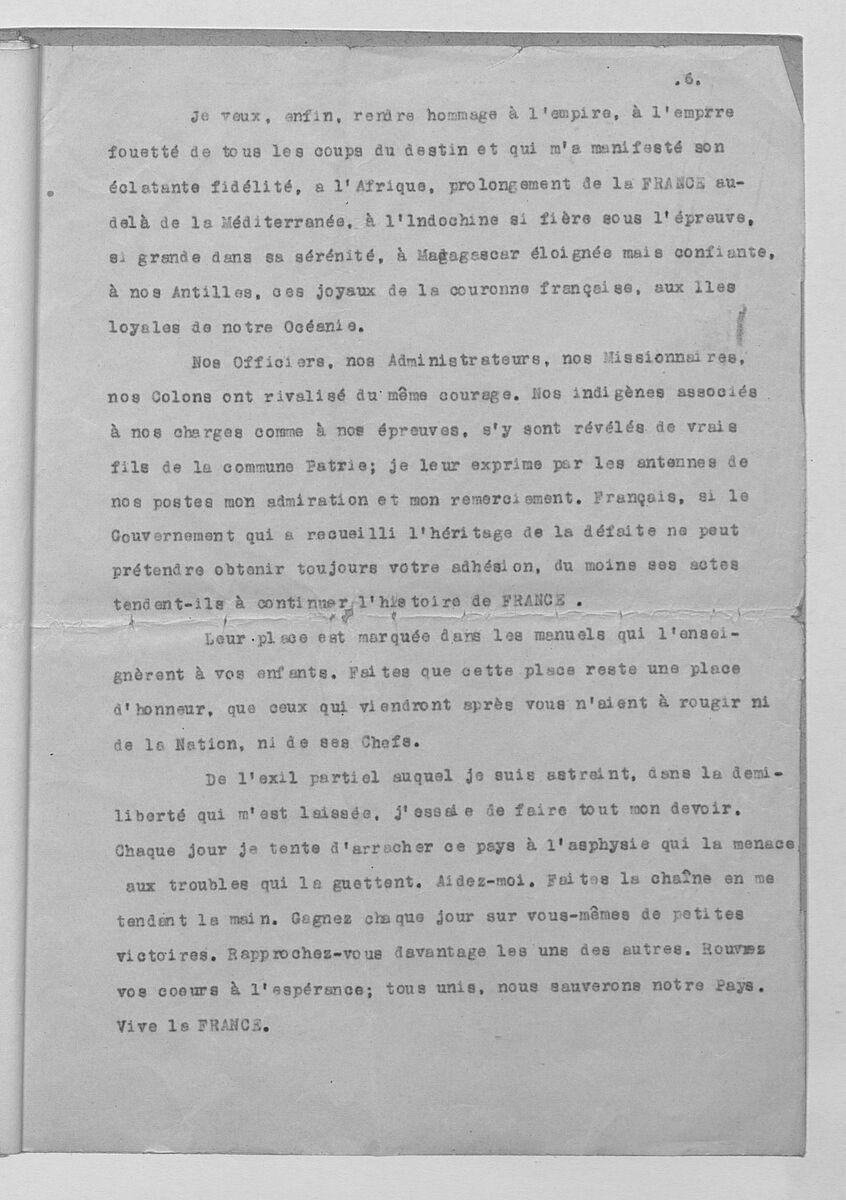 .6.
Je veux, enfin, rendre hommage à l'empire, à l'emprre
fouetté de tous les coups du destin et qui m'a manifesté son
éclatante fidélité, a l'Afrique, prolongement de la FRANCE au-
delà de la Méditerranée, à l'Indochine si fière sous l'épreuve,
si grande dans sa sérénité, à Madagascar éloignée mais confiante,
à nos Antilles, ces joyaux de la couronne française, aux Iles
loyales de notre Océanie.
Nos Officiers, nos Administrateurs, nos Missionnaires,
nos Colons ont rivalisé du même courage. Nos indigènes associés
à nos charges comme à nos épreuves, s'y sont révélés de vrais
fils de la commune Patrie; je leur exprime par les antennes de
nos postes mon admiration et mon remerciement. Français, si le
Gouvernement qui a recueilli l'héritage de la défaite ne peut
prétendre obtenir toujours votre adhésion, du moins ses actes
tendent-ils à continuer l'histoire de FRANCE .
Leur place est marquée dans les manuels qui l'ensei-
gnèrent à vos enfants. Faites que cette place reste une place
d'honneur, que ceux qui viendront après vous n'aient à rougir ni
de la Nation, ni de ses Chefs.
De l'exil partiel auquel je suis astreint, dans la demi-
liberté qui m'est laissée, j'essaie de faire tout mon devoir.
Chaque jour je tente d'arracher ce pays à l'asphysie qui la menace
aux troubles qui la guettent. Aidez-moi. Faites la chaîne en me
tendant la main. Gagnez chaque jour sur vous-mêmes de petites
victoires. Rapprochez-vous davantage les uns des autres. Rouvrez
vos coeurs à l'espérance; tous unis, nous sauverons notre Pays.
Vive la FRANCE.